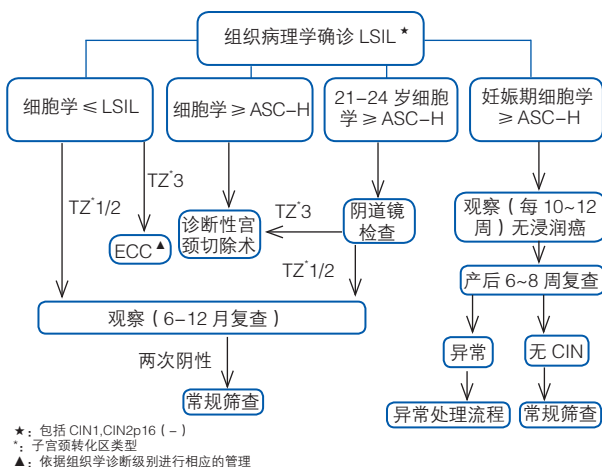 组织病理学确诊 LSIL★
细胞学 ≤ LSIL
细胞学 ≥ ASC-H
21-24 岁细胞
学 ≥ ASC-H
妊娠期细胞学
≥ ASC-H
TZ*1/2
TZ*3
ECC▲
诊断性宫
颈切除术
TZ*3
阴道镜
检查
TZ*1/2
观察（每 10~12
周）无浸润癌
产后 6~8 周复查
观察（6-12 月复查）
两次阴性
常规筛查
异常
无 CIN
异常处理流程
常规筛查
★：包括 CIN1,CIN2p16（-）
*：子宫颈转化区类型
▲：依据组织学诊断级别进行相应的管理